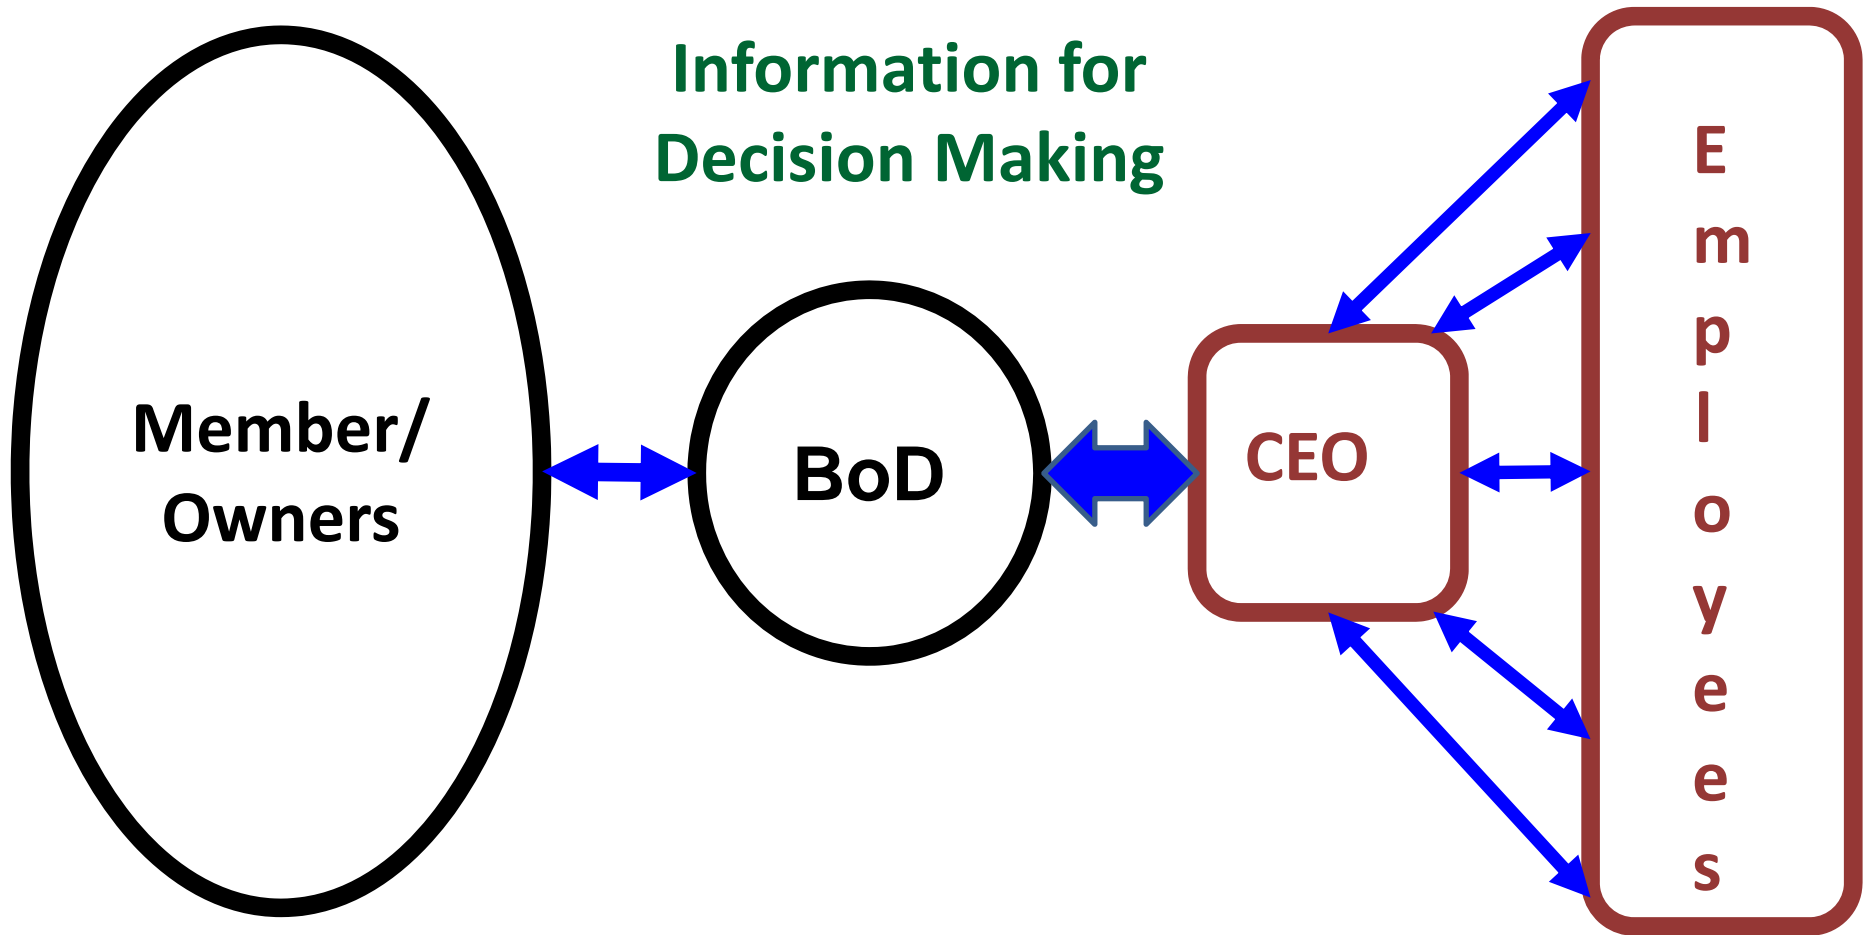 Information for
Decision Making
Member/
Owners
BoD
CEO
E
m
p
l
o
y
e
e
s